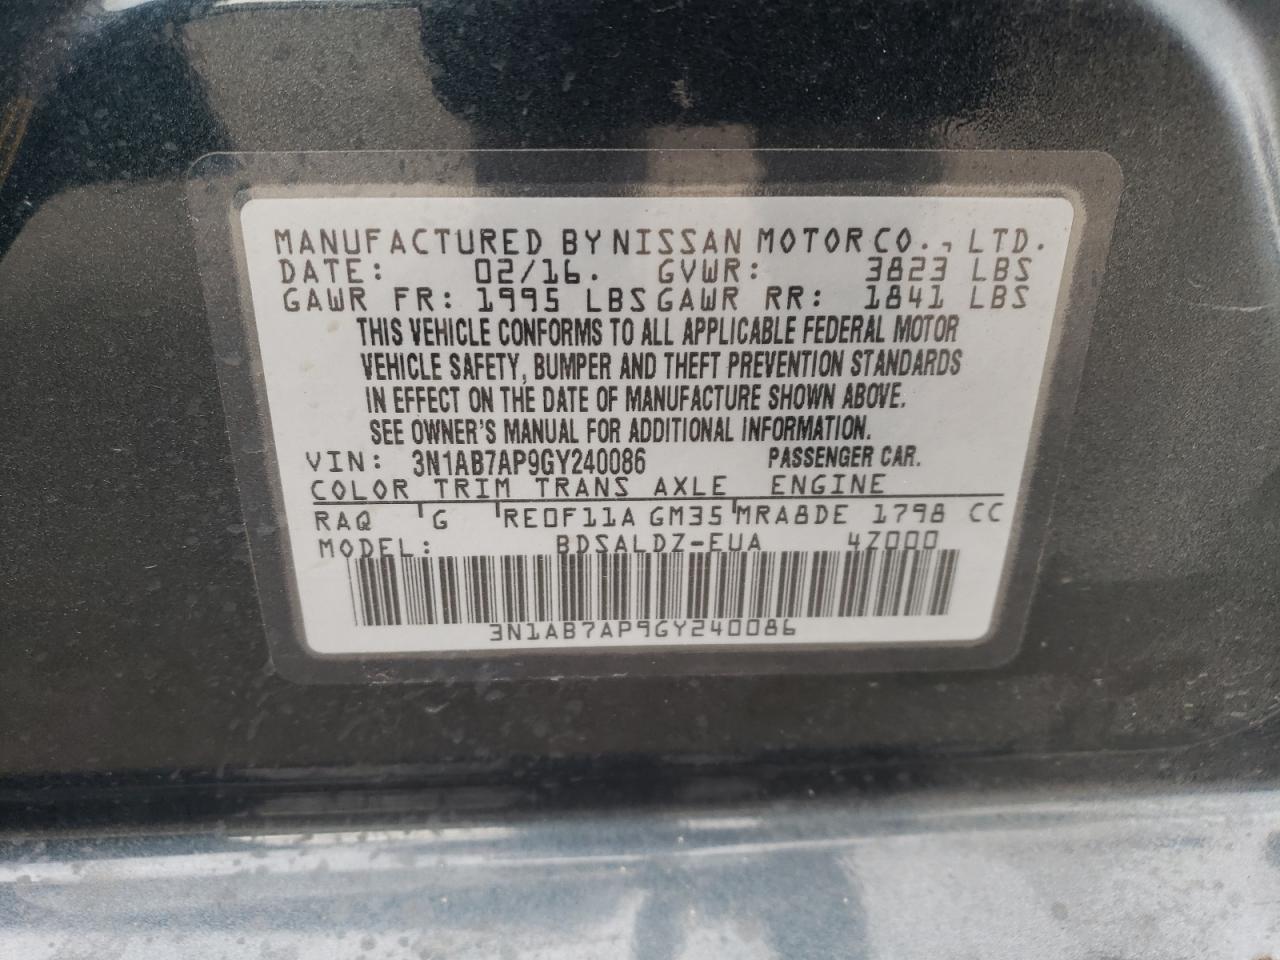 MANUFACTURED BY NISSAN MOTOR CO., LTD.
DATE: 02/16. GVWR: 3823 LBS
GAWR FR: 1995 LBS GAWR RR: 1841 LBS
THIS VEHICLE CONFORMS TO ALL APPLICABLE FEDERAL MOTOR
VEHICLE SAFETY, BUMPER AND THEFT PREVENTION STANDARDS
IN EFFECT ON THE DATE OF MANUFACTURE SHOWN ABOVE.
SEE OWNER'S MANUAL FOR ADDITIONAL INFORMATION.
VIN: 3N1AB7AP9GY240086 PASSENGER CAR.
COLOR TRIM TRANS AXLE ENGINE
RAQ G RE0F11A GM35 MRA8DE 1798 CC
MODEL: BDSALDZ-EUA 4Z000
3N1AB7AP9GY240086